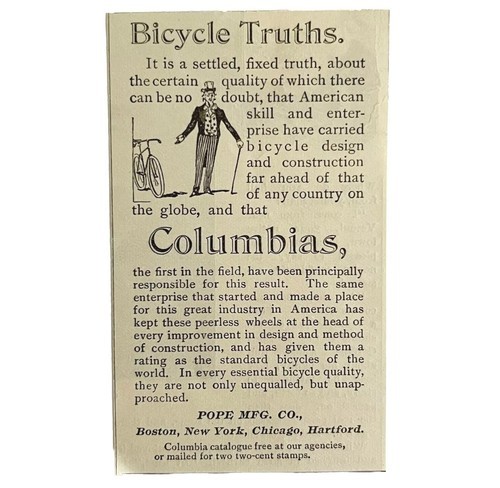 Bicycle Truths.
It is a settled, fixed truth, about
the certain quality of which there
can be no doubt, that American
skill and enter-
prise have carried
bicycle design
and construction
far ahead of that
of any country on
the globe, and that
Columbias,
the first in the field, have been principally
responsible for this result. The same
enterprise that started and made a place
for this great industry in America has
kept these peerless wheels at the head of
every improvement in design and method
of construction, and has given them a
rating as the standard bicycles of the
world. In every essential bicycle quality,
they are not only unequalled, but unap-
proached.
POPE MFG. CO.,
Boston, New York, Chicago, Hartford.
Columbia catalogue free at our agencies,
or mailed for two two-cent stamps.